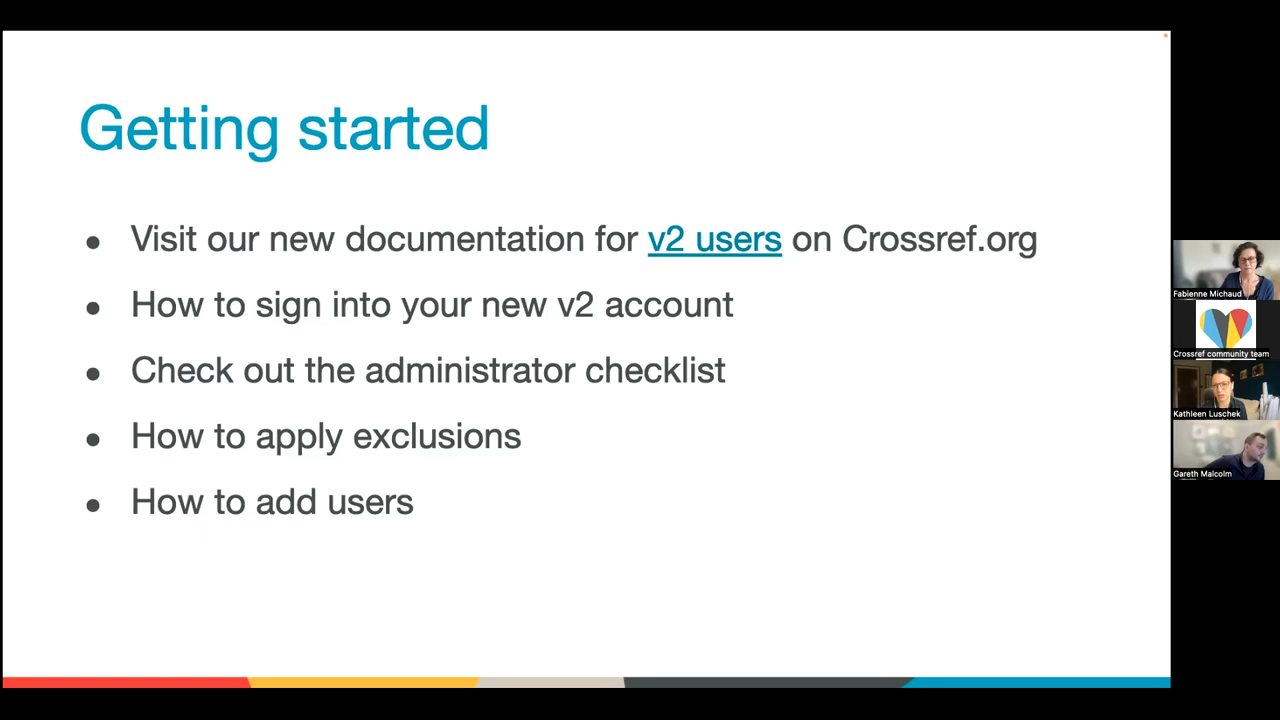 Getting started
● Visit our new documentation for v2 users on Crossref.org
● How to sign into your new v2 account
● Check out the administrator checklist
● How to apply exclusions
● How to add users
Fabienne Michaud
Crossref community team
Kathleen Luschek
Gareth Malcolm